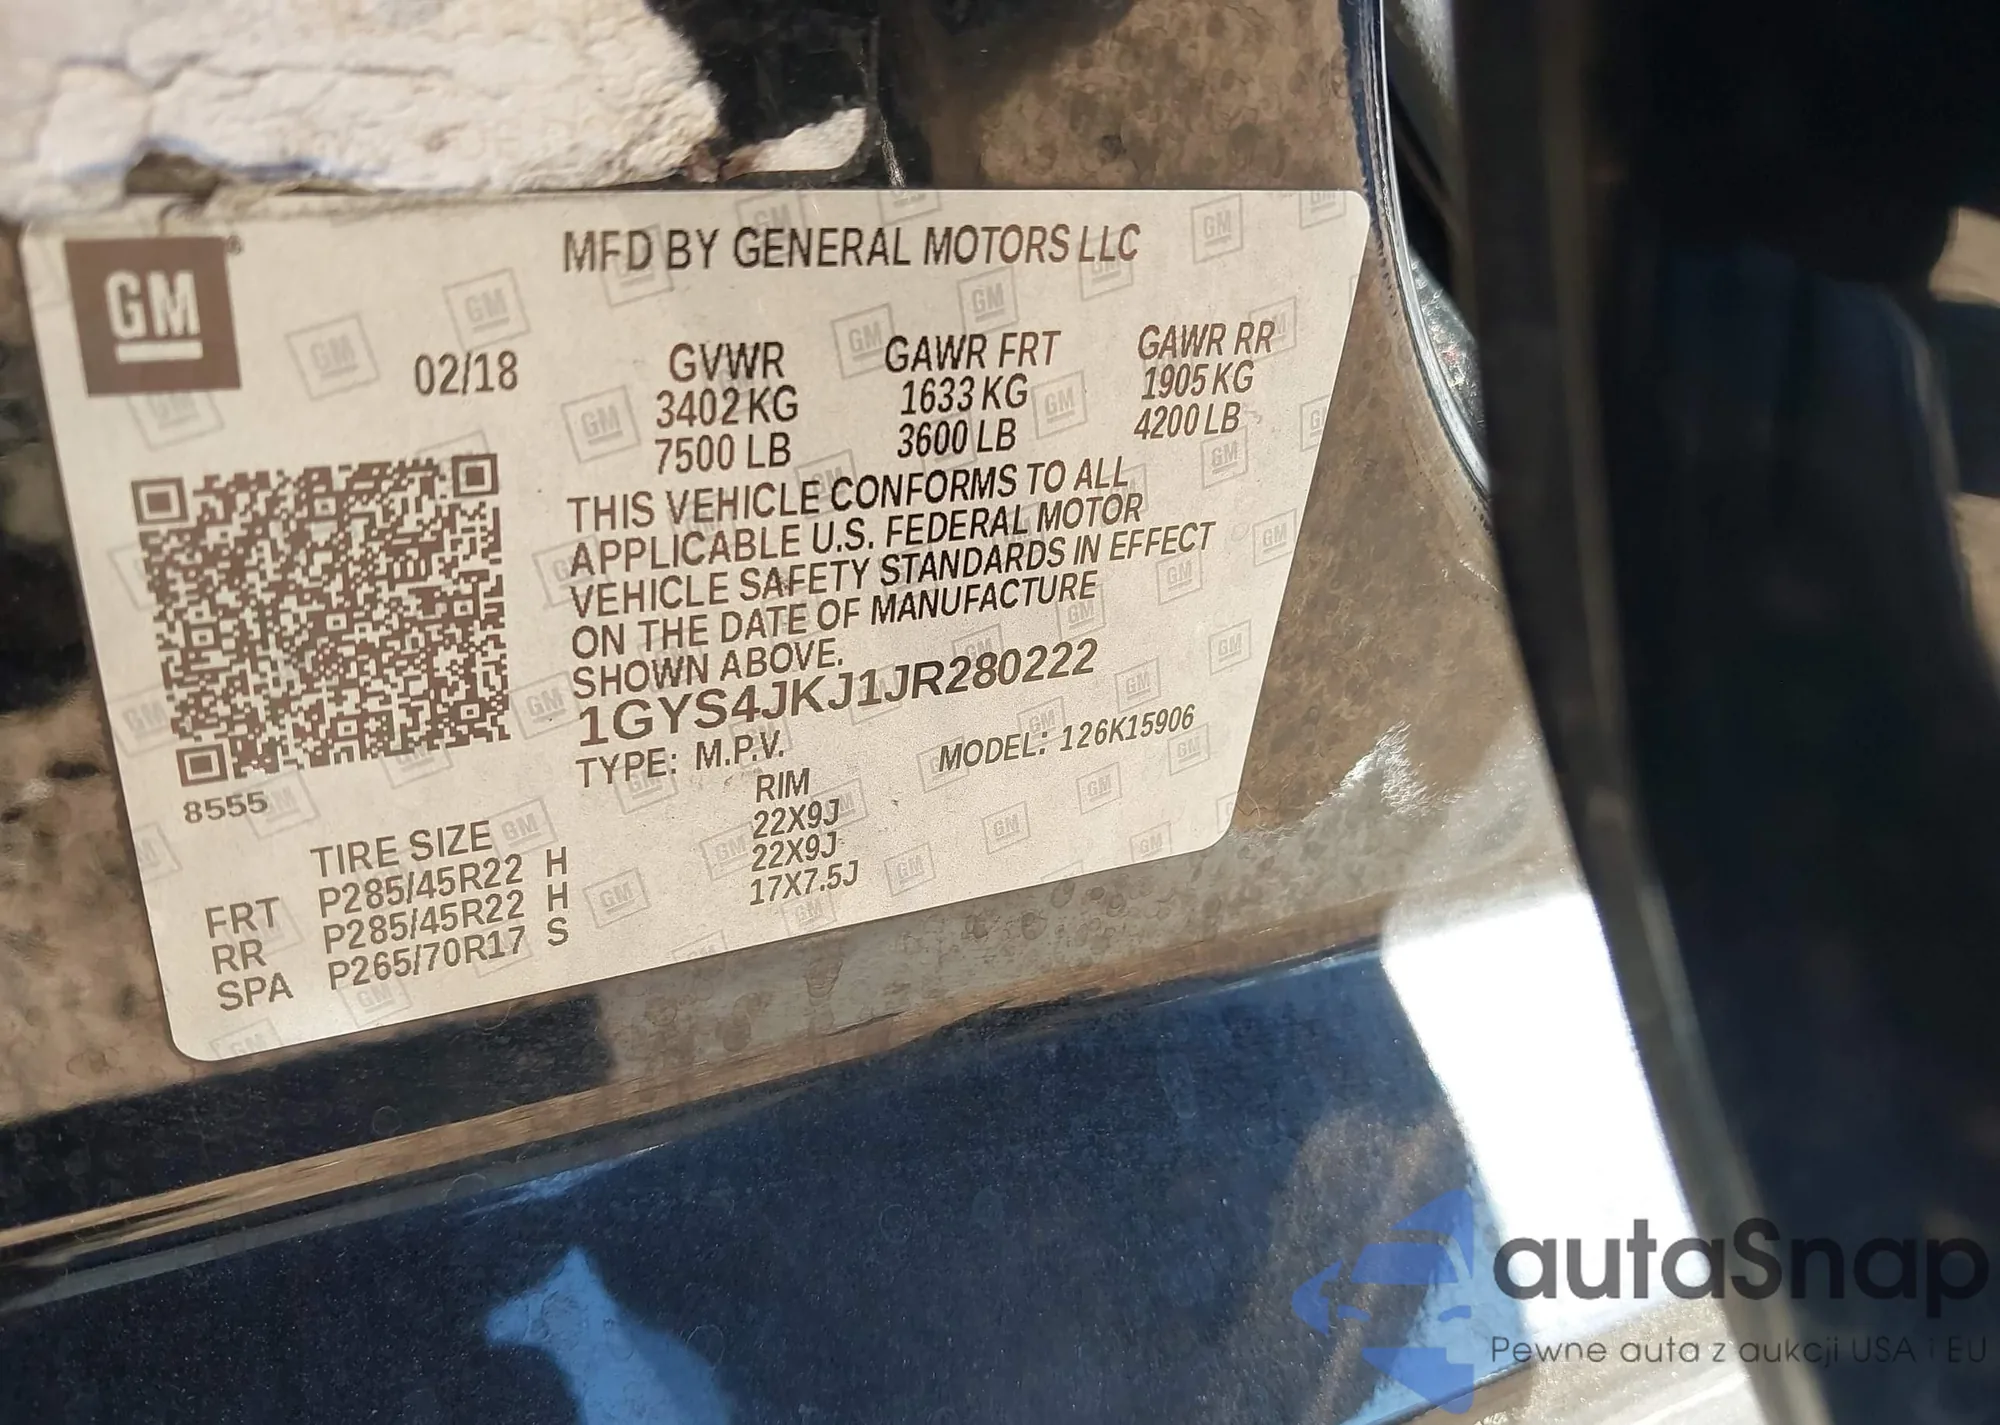 GM
MFD BY GENERAL MOTORS LLC
02/18
GVWR GAWR FRT GAWR RR
3402 KG 1633 KG 1905 KG
7500 LB 3600 LB 4200 LB
THIS VEHICLE CONFORMS TO ALL
APPLICABLE U.S. FEDERAL MOTOR
VEHICLE SAFETY STANDARDS IN EFFECT
ON THE DATE OF MANUFACTURE
SHOWN ABOVE.
1GYS4JKJ1JR280222
TYPE: M.P.V. MODEL: 126K15906
8555
TIRE SIZE RIM
FRT P285/45R22 H 22X9J
RR P285/45R22 H 22X9J
SPA P265/70R17 S 17X7.5J
autaSnap
Pewne auta z aukcji USA i EU